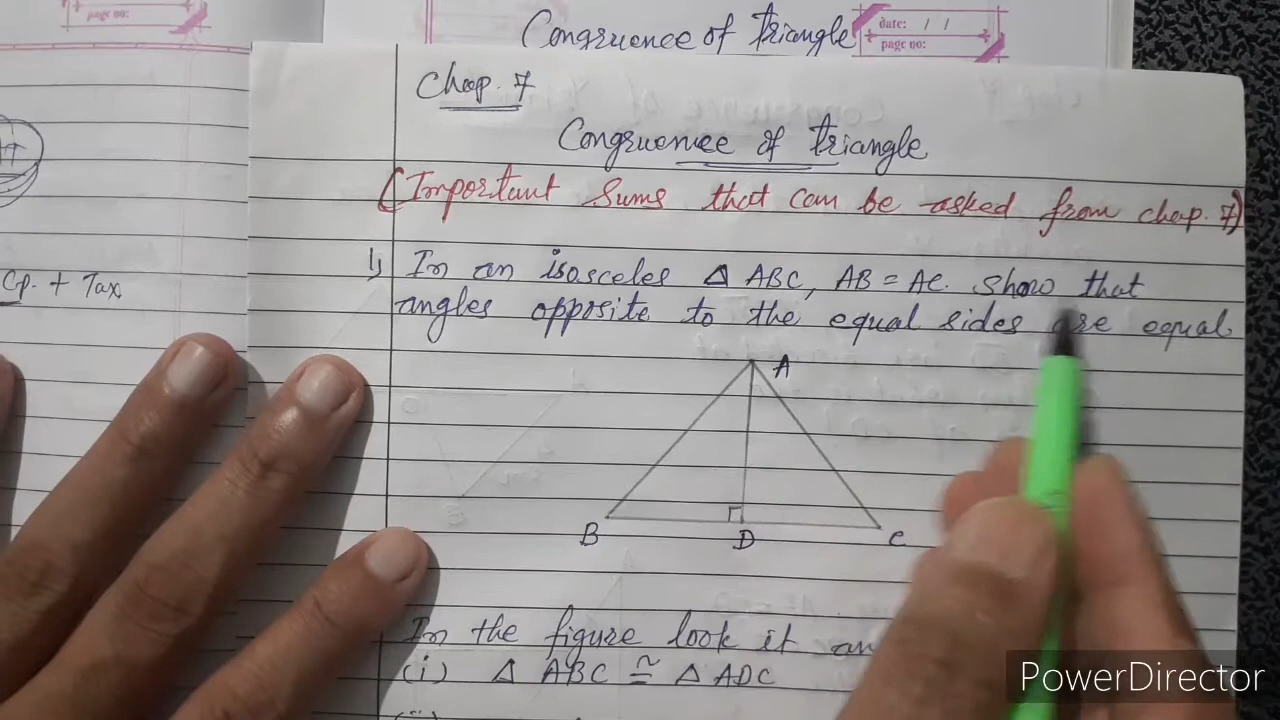 page no:
Congruence of triangle
date: / /
page no:
Chap. 7
Congruence of triangle
(Important Sums that can be asked from chap. 7)
1) In an isosceles Δ ABC, AB = AC. Show that
angles opposite to the equal sides are equal
A
B
D
C
Cp. + Tax
In the figure look it an
(i) Δ ABC ≅ Δ ADC
PowerDirector